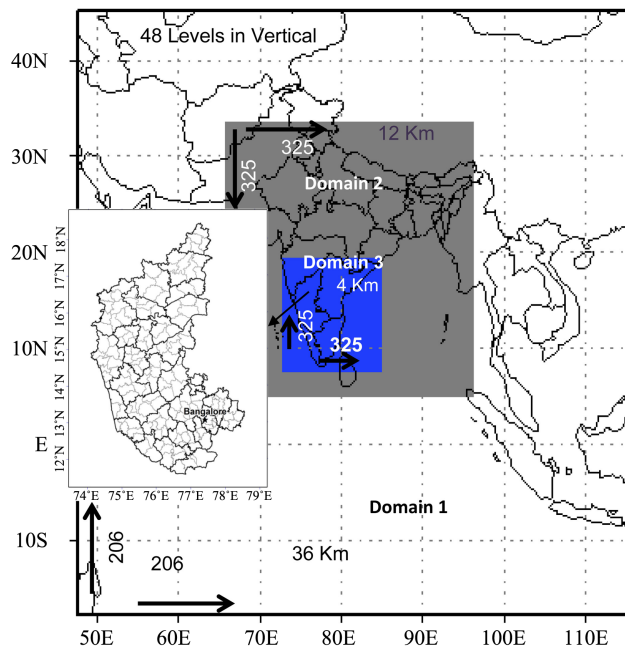 48 Levels in Vertical
40N
12 Km
325
30N
325
Domain 2
18°N
20N
Domain 3
17°N
4 Km
16°N
325
15°N
10N
325
14°N
Bangalore
13°N
E
12°N
74°E 75°E 76°E 77°E 78°E 79°E
Domain 1
206
10S
206
36 Km
50E 60E 70E 80E 90E 100E 110E